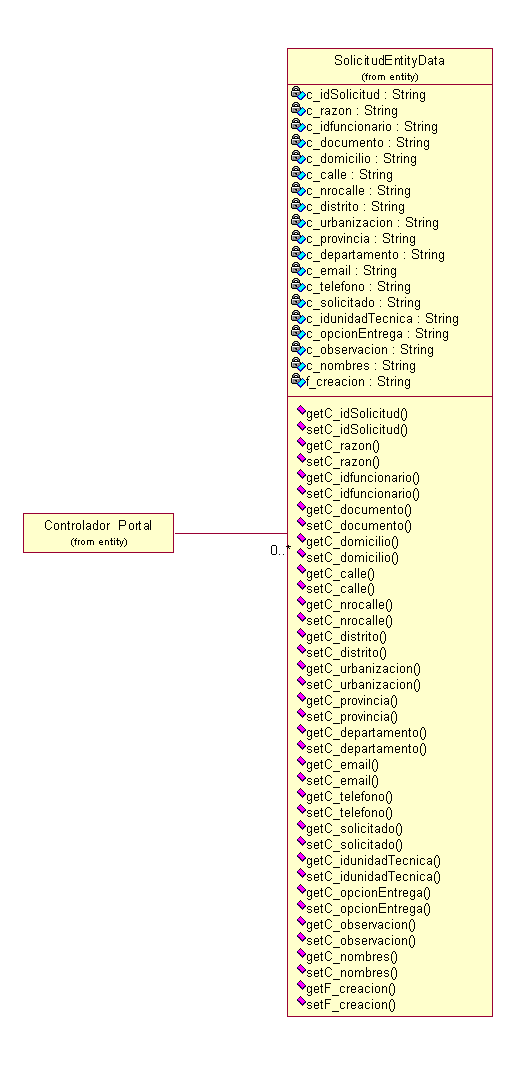 SolicitudEntityData
(from entity)
c_idSolicitud : String
c_razon : String
c_idfuncionario : String
c_documento : String
c_domicilio : String
c_calle : String
c_nrocalle : String
c_distrito : String
c_urbanizacion : String
c_provincia : String
c_departamento : String
c_email : String
c_telefono : String
c_solicitado : String
c_idunidadTecnica : String
c_opcionEntrega : String
c_observacion : String
c_nombres : String
f_creacion : String
getC_idSolicitud()
setC_idSolicitud()
getC_razon()
setC_razon()
getC_idfuncionario()
setC_idfuncionario()
getC_documento()
setC_documento()
getC_domicilio()
setC_domicilio()
getC_calle()
setC_calle()
getC_nrocalle()
setC_nrocalle()
getC_distrito()
setC_distrito()
getC_urbanizacion()
setC_urbanizacion()
getC_provincia()
setC_provincia()
getC_departamento()
setC_departamento()
getC_email()
setC_email()
getC_telefono()
setC_telefono()
getC_solicitado()
setC_solicitado()
getC_idunidadTecnica()
setC_idunidadTecnica()
getC_opcionEntrega()
setC_opcionEntrega()
getC_observacion()
setC_observacion()
getC_nombres()
setC_nombres()
getF_creacion()
setF_creacion()
Controlador Portal
(from entity)
0..*